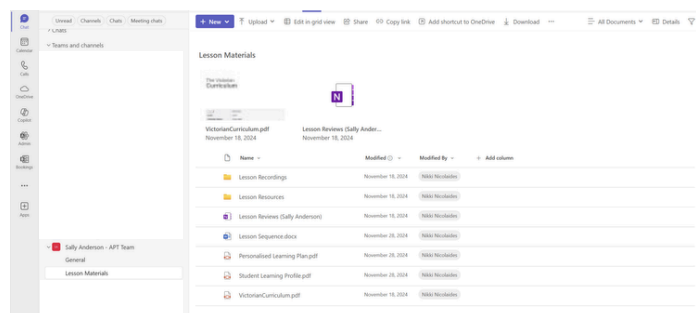 Chat
Calendar
Calls
OneDrive
Copilot
Admin
Bookings
Apps
Unread Channels Chats Meeting chats
Chats
Teams and channels
Sally Anderson - APT Team
General
Lesson Materials
+ New Upload Edit in grid view Share Copy link Add shortcut to OneDrive Download ... All Documents Details
Lesson Materials
The Victorian
Curriculum
VictorianCurriculum.pdf Lesson Reviews (Sally Ander...
November 18, 2024 November 18, 2024
Name Modified Modified By + Add column
Lesson Recordings November 18, 2024 Nikki Nicolaides
Lesson Resources November 18, 2024 Nikki Nicolaides
Lesson Reviews (Sally Anderson) November 18, 2024 Nikki Nicolaides
Lesson Sequence.docx November 28, 2024 Nikki Nicolaides
Personalised Learning Plan.pdf November 28, 2024 Nikki Nicolaides
Student Learning Profile.pdf November 28, 2024 Nikki Nicolaides
VictorianCurriculum.pdf November 18, 2024 Nikki Nicolaides